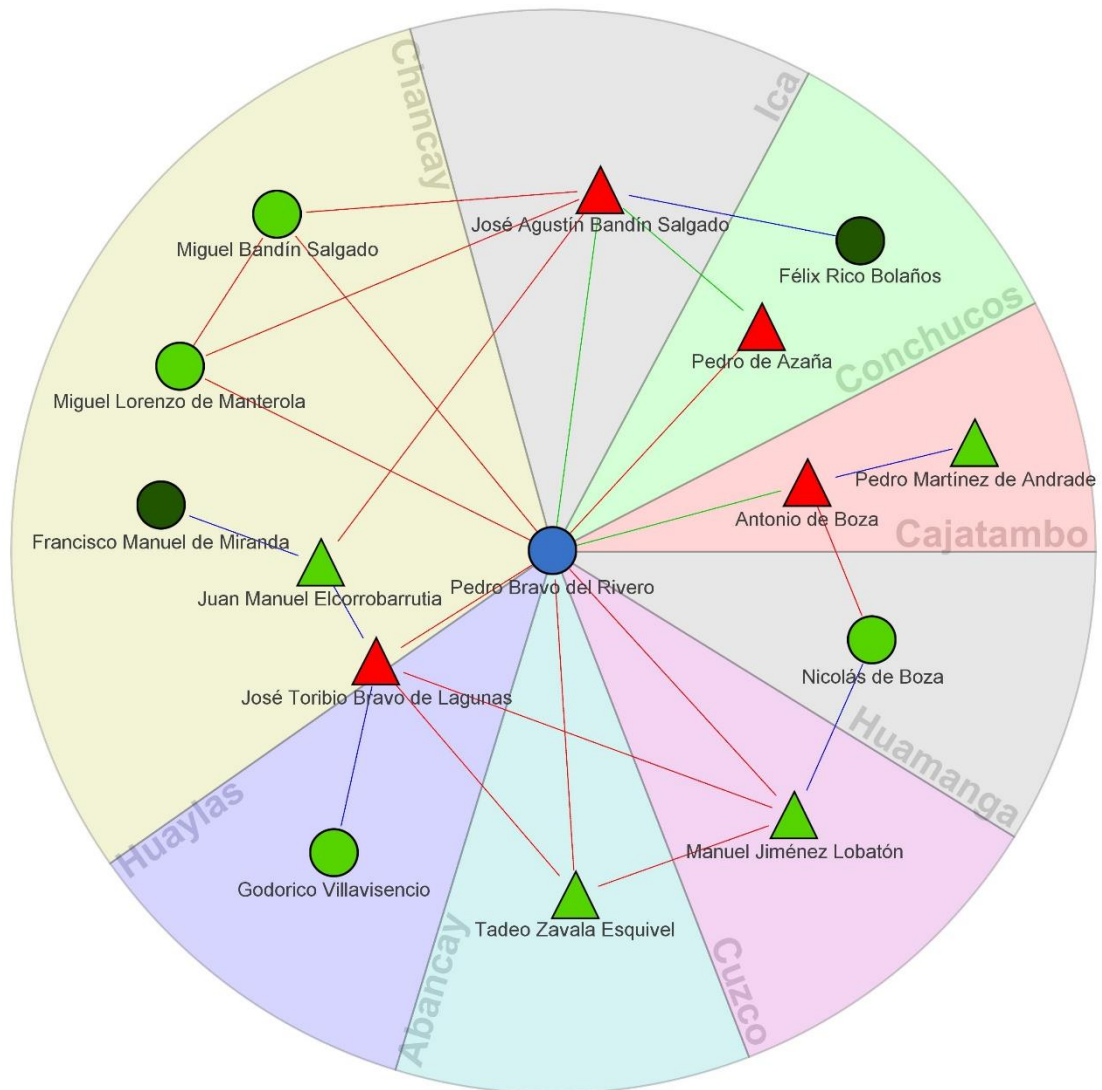 Chancay
Ica
Miguel Bandín Salgado
José Agustín Bandín Salgado
Félix Rico Bolaños
Conchucos
Pedro de Azaña
Miguel Lorenzo de Manterola
Pedro Martínez de Andrade
Antonio de Boza
Cajatambo
Francisco Manuel de Miranda
Pedro Bravo del Rivero
Juan Manuel Elcorrobarrutia
Nicolás de Boza
José Toribio Bravo de Lagunas
Huamanga
Huaylas
Manuel Jiménez Lobatón
Godorico Villavisencio
Tadeo Zavala Esquivel
Abancay
Cuzco